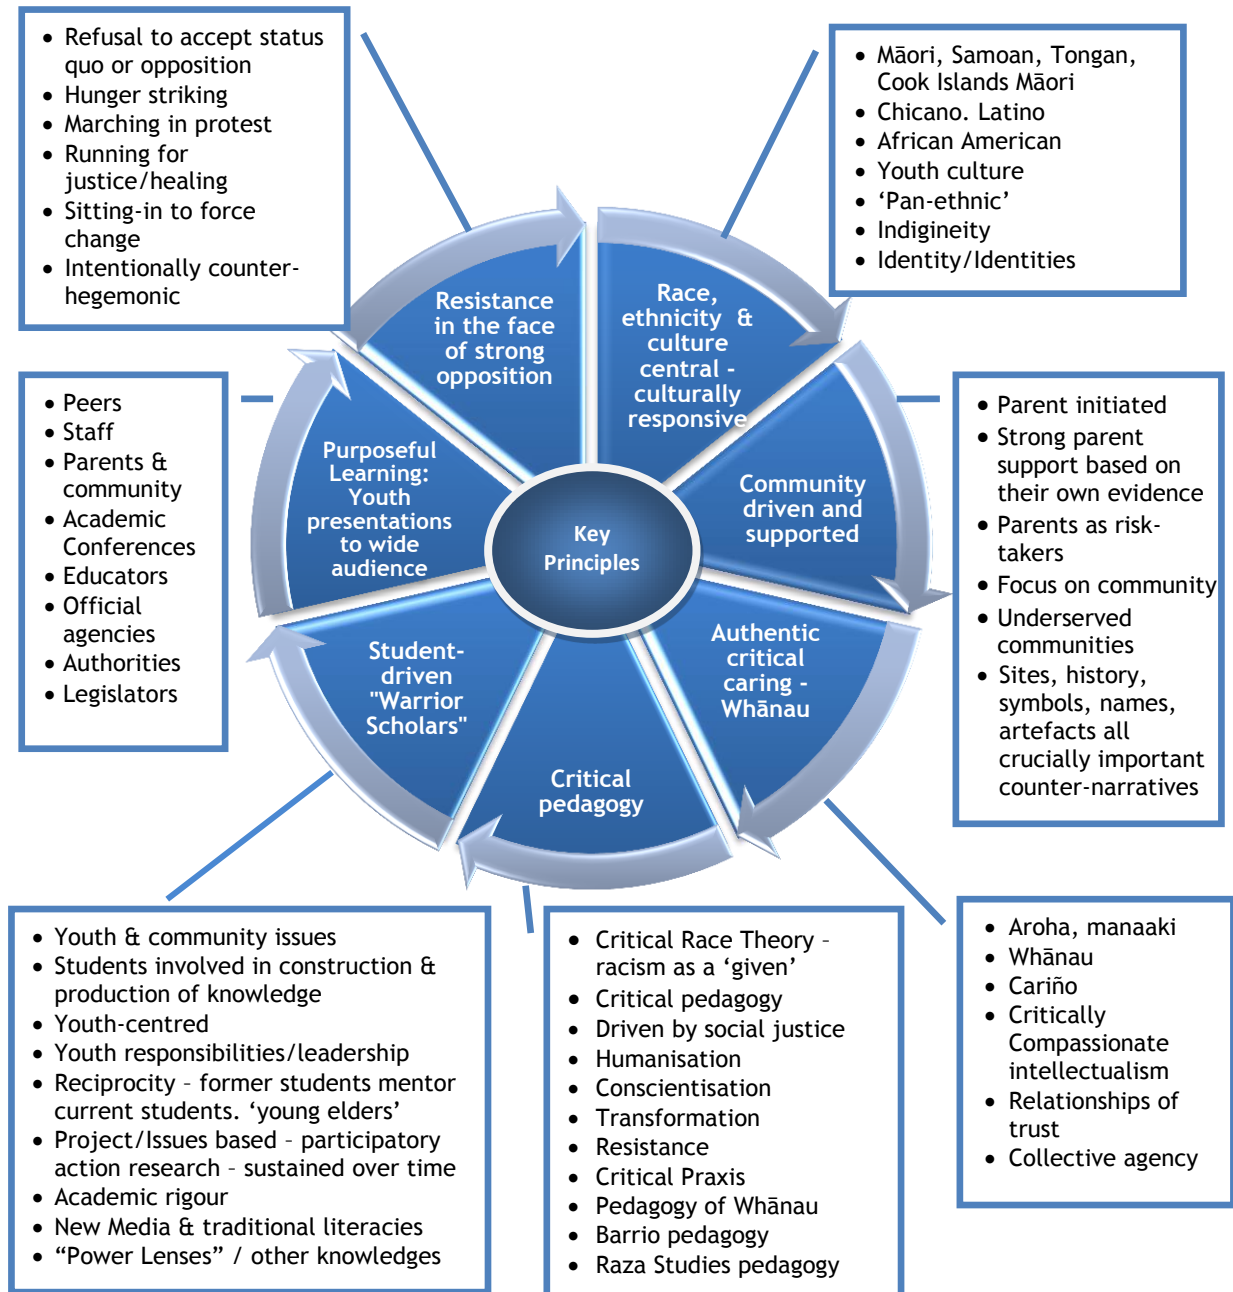 • Refusal to accept status
quo or opposition
• Hunger striking
• Marching in protest
• Running for
justice/healing
• Sitting-in to force
change
• Intentionally counter-
hegemonic
• Māori, Samoan, Tongan,
Cook Islands Māori
• Chicano. Latino
• African American
• Youth culture
• ‘Pan-ethnic’
• Indigineity
• Identity/Identities
Resistance
in the face
of strong
opposition
Race,
ethnicity &
culture
central -
culturally
responsive
• Peers
• Staff
• Parents &
community
• Academic
Conferences
• Educators
• Official
agencies
• Authorities
• Legislators
Purposeful
Learning:
Youth
presentations
to wide
audience
Key
Principles
Community
driven and
supported
• Parent initiated
• Strong parent
support based on
their own evidence
• Parents as risk-
takers
• Focus on community
• Underserved
communities
• Sites, history,
symbols, names,
artefacts all
crucially important
counter-narratives
Student-
driven
"Warrior
Scholars"
Authentic
critical
caring -
Whānau
Critical
pedagogy
• Youth & community issues
• Students involved in construction &
production of knowledge
• Youth-centred
• Youth responsibilities/leadership
• Reciprocity – former students mentor
current students. ‘young elders’
• Project/Issues based – participatory
action research – sustained over time
• Academic rigour
• New Media & traditional literacies
• “Power Lenses” / other knowledges
• Critical Race Theory –
racism as a ‘given’
• Critical pedagogy
• Driven by social justice
• Humanisation
• Conscientisation
• Transformation
• Resistance
• Critical Praxis
• Pedagogy of Whānau
• Barrio pedagogy
• Raza Studies pedagogy
• Aroha, manaaki
• Whānau
• Cariño
• Critically
Compassionate
intellectualism
• Relationships of
trust
• Collective agency